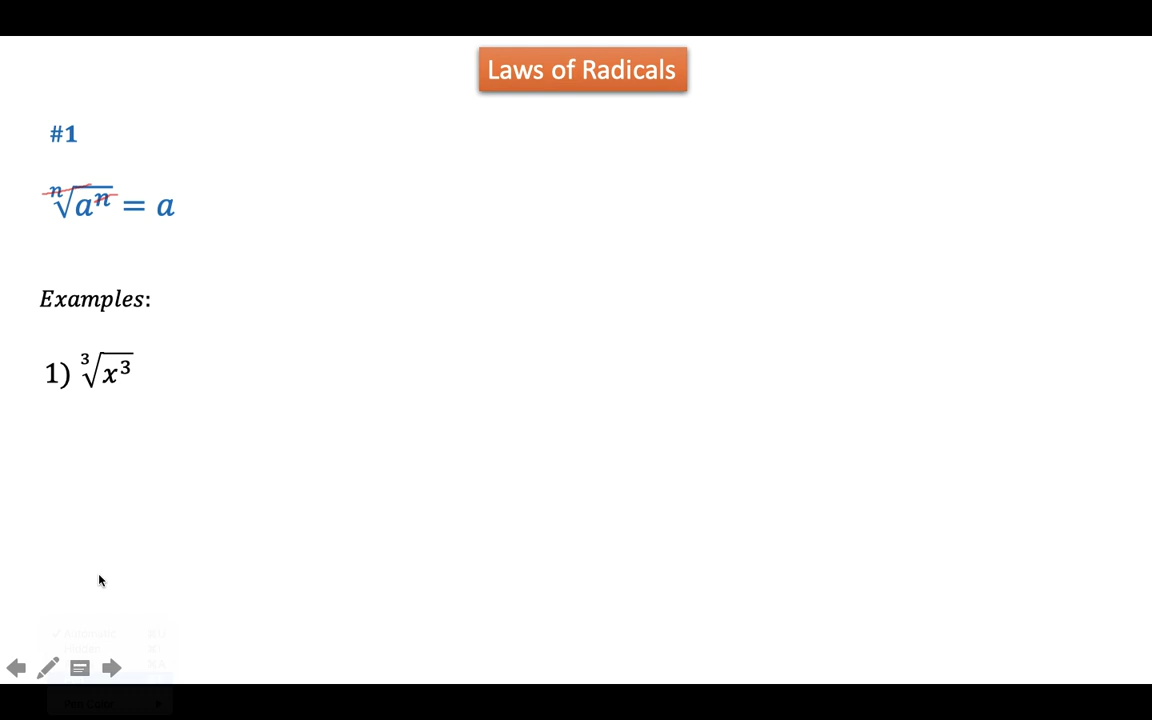 Laws of Radicals
#1
ⁿ√aⁿ = a
Examples:
1) ³√x³